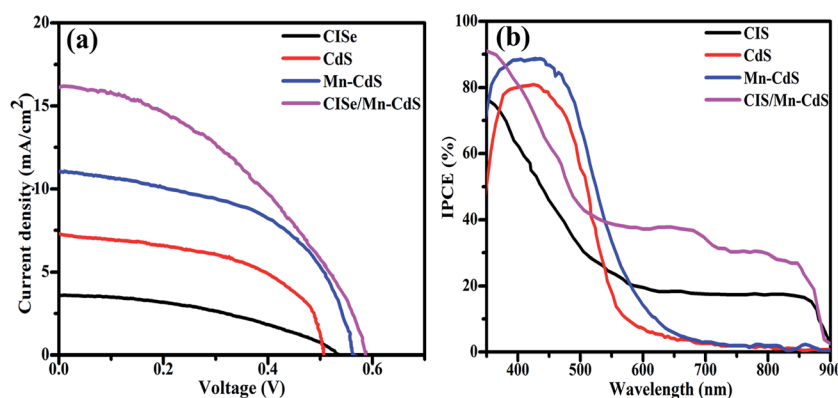 (a)
CISe
CdS
Mn-CdS
CISe/Mn-CdS
Current density (mA/cm2)
20
15
10
5
0
0.0 0.2 0.4 0.6
Voltage (V)
(b)
CIS
CdS
Mn-CdS
CIS/Mn-CdS
IPCE (%)
100
80
60
40
20
0
400 500 600 700 800 900
Wavelength (nm)